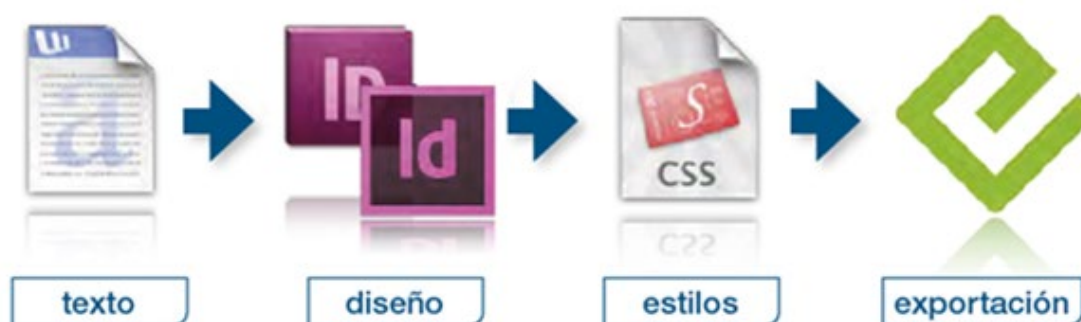 W
ID
Id
S
CSS
texto
diseño
estilos
exportación